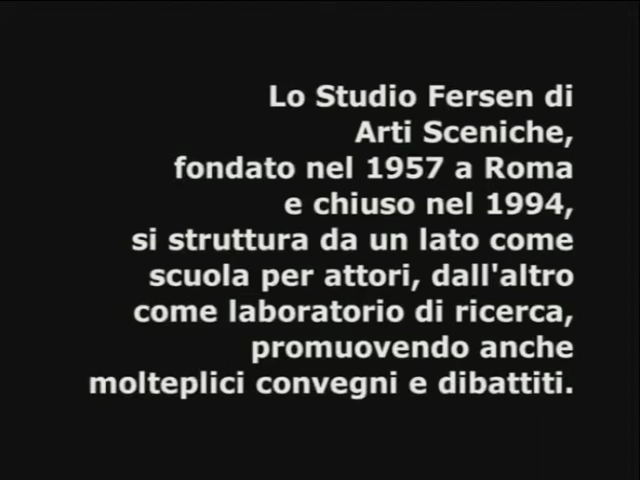 Lo Studio Fersen di
Arti Sceniche,
fondato nel 1957 a Roma
e chiuso nel 1994,
si struttura da un lato come
scuola per attori, dall'altro
come laboratorio di ricerca,
promuovendo anche
molteplici convegni e dibattiti.